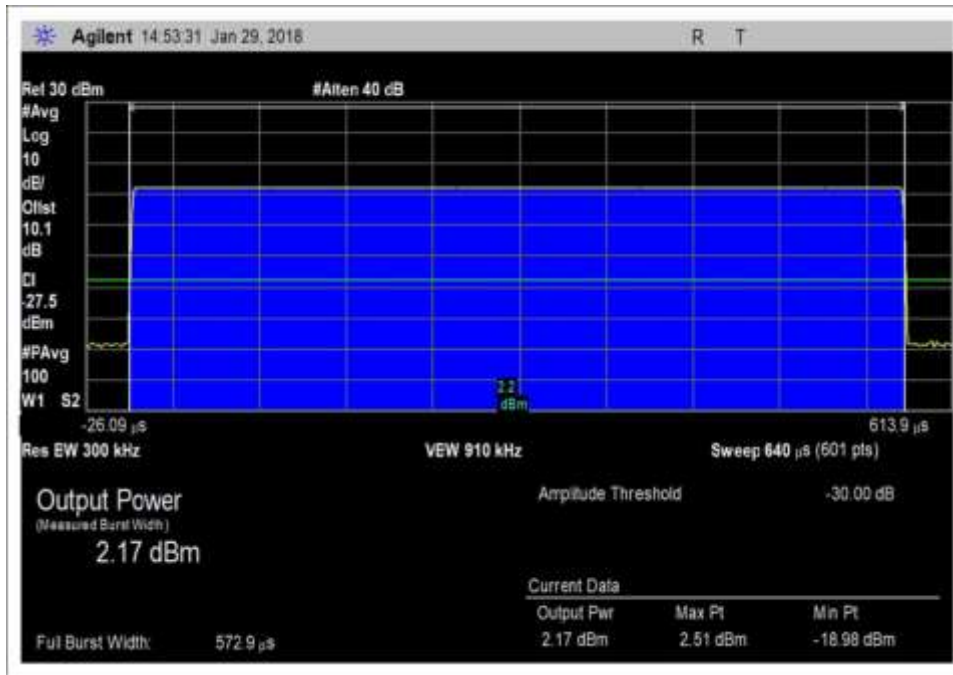 Agilent 14:53:31 Jan 29, 2018 R T
Ref 30 dBm #Atten 40 dB
#Avg
Log
10
dB/
Offst
10.1
dB
DI
-27.5
dBm
#PAvg
100
W1 S2
2.2
dBm
-26.09 µs 613.9 µs
Res BW 300 kHz VBW 910 kHz Sweep 640 µs (601 pts)
Output Power
(Measured Burst Width)
2.17 dBm
Amplitude Threshold -30.00 dB
Current Data
Output Pwr Max Pt Min Pt
2.17 dBm 2.51 dBm -18.98 dBm
Full Burst Width: 572.9 µs